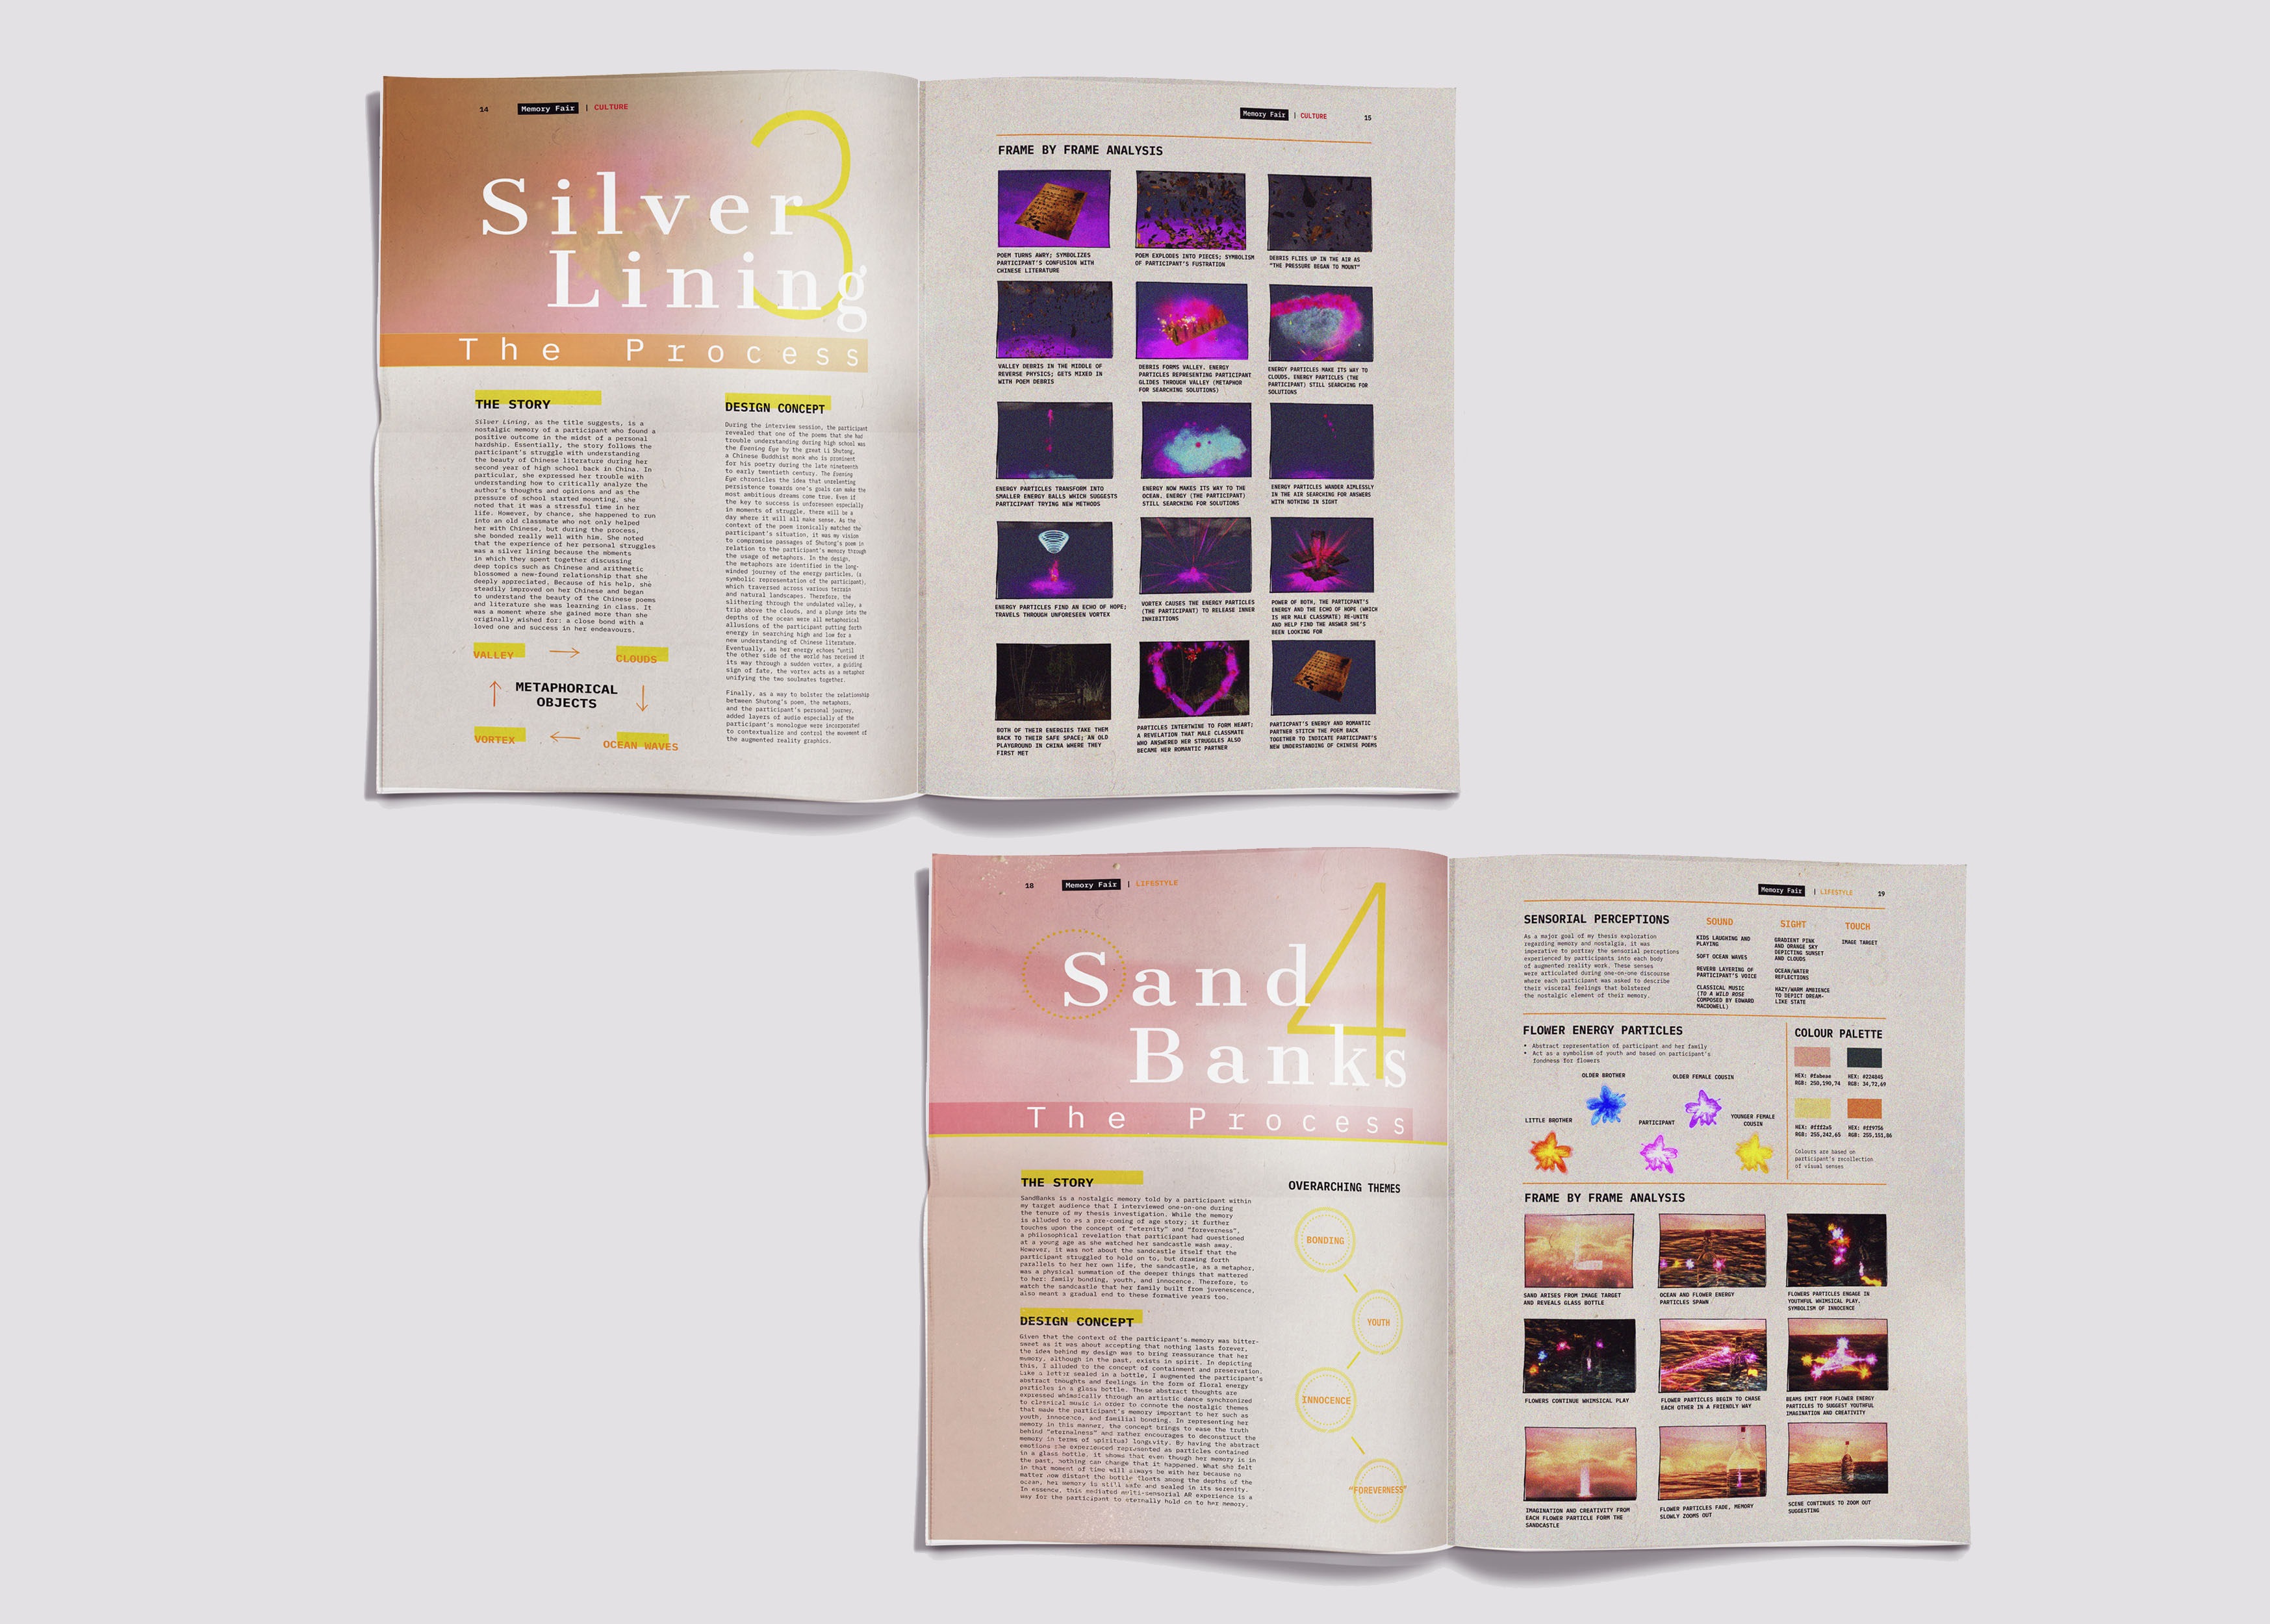 14 Memory Fair | CULTURE
3
Silver
Lining
The Process
THE STORY
Silver Lining, as the title suggests, is a
nostalgic memory of a participant who found a
positive outcome in the midst of a personal
hardship. Essentially, the story follows the
participant's struggle with understanding
the beauty of Chinese literature during her
second year of high school back in China. In
particular, she expressed her trouble with
understanding how to critically analyze the
author's thoughts and opinions and as the
pressure of school started mounting, she
noted that it was a stressful time in her
life. However, by chance, she happened to run
into an old classmate who not only helped
her with Chinese, but during the process,
she bonded really well with him. She noted
that the experience of her personal struggles
was a silver lining because the moments
in which they spent together discussing
deep topics such as Chinese and arithmetic
blossomed a new-found relationship that she
deeply appreciated. Because of his help, she
steadily improved on her Chinese and began
to understand the beauty of the Chinese poems
and literature she was learning in class. It
was a moment where she gained more than she
originally wished for: a close bond with a
loved one and success in her endeavours.
VALLEY
CLOUDS
METAPHORICAL
OBJECTS
VORTEX
OCEAN WAVES
DESIGN CONCEPT
During the interview session, the participant
revealed that one of the poems that she had
trouble understanding during high school was
the Evening Eye by the great Li Shutong,
a Chinese Buddhist monk who is prominent
for his poetry during the late nineteenth
to early twentieth century. The Evening
Eye chronicles the idea that unrelenting
persistence towards one's goals can make the
most ambitious dreams come true. Even if
the key to success is unforeseen especially
in moments of struggle, there will be a
day where it will all make sense. As the
context of the poem ironically matched the
participant's situation, it was my vision
to compromise passages of Shutong's poem in
relation to the participant's memory through
the usage of metaphors. In the design,
the metaphors are identified in the long-
winded journey of the energy particles, (a
symbolic representation of the participant),
which traversed across various terrain
and natural landscapes. Therefore, the
slithering through the undulated valley, a
trip above the clouds, and a plunge into the
depths of the ocean were all metaphorical
allusions of the participant putting forth
energy in searching high and low for a
new understanding of Chinese literature.
Eventually, as her energy echoes "until
the other side of the world has received it
its way through a sudden vortex, a guiding
sign of fate, the vortex acts as a metaphor
unifying the two soulmates together.
Finally, as a way to bolster the relationship
between Shutong's poem, the metaphors,
and the participant's personal journey,
added layers of audio especially of the
participant's monologue were incorporated
to contextualize and control the movement of
the augmented reality graphics.
Memory Fair | CULTURE 15
FRAME BY FRAME ANALYSIS
POEM TURNS AWRY; SYMBOLIZES
PARTICIPANT'S CONFUSION WITH
CHINESE LITERATURE
POEM EXPLODES INTO PIECES; SYMBOLISM
OF PARTICIPANT'S FUSTRATION
DEBRIS FLIES UP IN THE AIR AS
"THE PRESSURE BEGAN TO MOUNT"
VALLEY DEBRIS IN THE MIDDLE OF
REVERSE PHYSICS; GETS MIXED IN
WITH POEM DEBRIS
DEBRIS FORMS VALLEY. ENERGY
PARTICLES REPRESENTING PARTICIPANT
GLIDES THROUGH VALLEY (METAPHOR
FOR SEARCHING SOLUTIONS)
ENERGY PARTICLES MAKE ITS WAY TO
CLOUDS. ENERGY PARTICLES (THE
PARTICIPANT) STILL SEARCHING FOR
SOLUTIONS
ENERGY PARTICLES TRANSFORM INTO
SMALLER ENERGY BALLS WHICH SUGGESTS
PARTICIPANT TRYING NEW METHODS
ENERGY NOW MAKES ITS WAY TO THE
OCEAN. ENERGY (THE PARTICIPANT)
STILL SEARCHING FOR SOLUTIONS
ENERGY PARTICLES WANDER AIMLESSLY
IN THE AIR SEARCHING FOR ANSWERS
WITH NOTHING IN SIGHT
ENERGY PARTICLES FIND AN ECHO OF HOPE;
TRAVELS THROUGH UNFORESEEN VORTEX
VORTEX CAUSES THE ENERGY PARTICLES
(THE PARTICIPANT) TO RELEASE INNER
INHIBITIONS
POWER OF BOTH, THE PARTICIPANT'S
ENERGY AND THE ECHO OF HOPE (WHICH
IS HER MALE CLASSMATE) RE-UNITE
AND HELP FIND THE ANSWER SHE'S
BEEN LOOKING FOR
BOTH OF THEIR ENERGIES TAKE THEM
BACK TO THEIR SAFE SPACE; AN OLD
PLAYGROUND IN CHINA WHERE THEY
FIRST MET
PARTICLES INTERTWINE TO FORM HEART;
A REVELATION THAT MALE CLASSMATE
WHO ANSWERED HER STRUGGLES ALSO
BECAME HER ROMANTIC PARTNER
PARTICPANT'S ENERGY AND ROMANTIC
PARTNER STITCH THE POEM BACK
TOGETHER TO INDICATE PARTICIPANT'S
NEW UNDERSTANDING OF CHINESE POEMS
18 Memory Fair | LIFESTYLE
4
Sand
Banks
The Process
THE STORY
SandBanks is a nostalgic memory told by a participant within
my target audience that I interviewed one-on-one during
the tenure of my thesis investigation. While the memory
is alluded to as a pre-coming of age story; it further
touches upon the concept of "eternity" and "foreverness",
a philosophical revelation that participant had questioned
at a young age as she watched her sandcastle wash away.
However, it was not about the sandcastle itself that the
participant struggled to hold on to, but drawing forth
parallels to her her own life, the sandcastle, as a metaphor,
was a physical summation of the deeper things that mattered
to her: family bonding, youth, and innocence. Therefore, to
watch the sandcastle that her family built from juvenescence,
also meant a gradual end to these formative years too.
DESIGN CONCEPT
Given that the context of the participant's memory was bitter-
sweet as it was about accepting that nothing lasts forever,
the idea behind my design was to bring reassurance that her
memory, although in the past, exists in spirit. In depicting
this, I alluded to the concept of containment and preservation.
Like a letter sealed in a bottle, I augmented the participant's
abstract thoughts and feelings in the form of floral energy
particles in a glass bottle. These abstract thoughts are
expressed whimsically through an artistic dance synchronized
to classical music in order to connote the nostalgic themes
that made the participant's memory important to her such as
youth, innocence, and familial bonding. In representing her
memory in this manner, the concept brings to ease the truth
behind "eternalness" and rather encourages to deconstruct the
memory in terms of spiritual longevity. By having the abstract
emotions she experienced represented as particles contained
in a glass bottle, it shows that even though her memory is in
the past, nothing can change that it happened. What she felt
in that moment of time will always be with her because no
matter how distant the bottle floats among the depths of the
ocean, her memory is still safe and sealed in its serenity.
In essence, this mediated multi-sensorial AR experience is a
way for the participant to eternally hold on to her memory.
OVERARCHING THEMES
BONDING
YOUTH
INNOCENCE
"FOREVERNESS"
Memory Fair | LIFESTYLE 19
SENSORIAL PERCEPTIONS
As a major goal of my thesis exploration
regarding memory and nostalgia, it was
imperative to portray the sensorial perceptions
experienced by participants into each body
of augmented reality work. These senses
were articulated during one-on-one discourse
where each participant was asked to describe
their visceral feelings that bolstered
the nostalgic element of their memory.
SOUND
KIDS LAUGHING AND
PLAYING
SOFT OCEAN WAVES
REVERB LAYERING OF
PARTICIPANT'S VOICE
CLASSICAL MUSIC
(TO A WILD ROSE
COMPOSED BY EDWARD
MACDOWELL)
SIGHT
GRADIENT PINK
AND ORANGE SKY
DEPICTING SUNSET
AND CLOUDS
OCEAN/WATER
REFLECTIONS
HAZY/WARM AMBIENCE
TO DEPICT DREAM-
LIKE STATE
TOUCH
IMAGE TARGET
FLOWER ENERGY PARTICLES
• Abstract representation of participant and her family
• Act as a symbolism of youth and based on participant's
fondness for flowers
OLDER BROTHER
OLDER FEMALE COUSIN
LITTLE BROTHER
PARTICIPANT
YOUNGER FEMALE
COUSIN
COLOUR PALETTE
HEX: #fabeae
RGB: 250,190,74
HEX: #224845
RGB: 34,72,69
HEX: #fff2a5
RGB: 255,242,65
HEX: #ff9756
RGB: 255,151,86
Colours are based on
participant's recollection
of visual senses
FRAME BY FRAME ANALYSIS
SAND ARISES FROM IMAGE TARGET
AND REVEALS GLASS BOTTLE
OCEAN AND FLOWER ENERGY
PARTICLES SPAWN
FLOWERS PARTICLES ENGAGE IN
YOUTHFUL WHIMSICAL PLAY.
SYMBOLISM OF INNOCENCE
FLOWERS CONTINUE WHIMSICAL PLAY
FLOWER PARTICLES BEGIN TO CHASE
EACH OTHER IN A FRIENDLY WAY
BEAMS EMIT FROM FLOWER ENERGY
PARTICLES TO SUGGEST YOUTHFUL
IMAGINATION AND CREATIVITY
IMAGINATION AND CREATIVITY FROM
EACH FLOWER PARTICLE FORM THE
SANDCASTLE
FLOWER PARTICLES FADE, MEMORY
SLOWLY ZOOMS OUT
SCENE CONTINUES TO ZOOM OUT
SUGGESTING